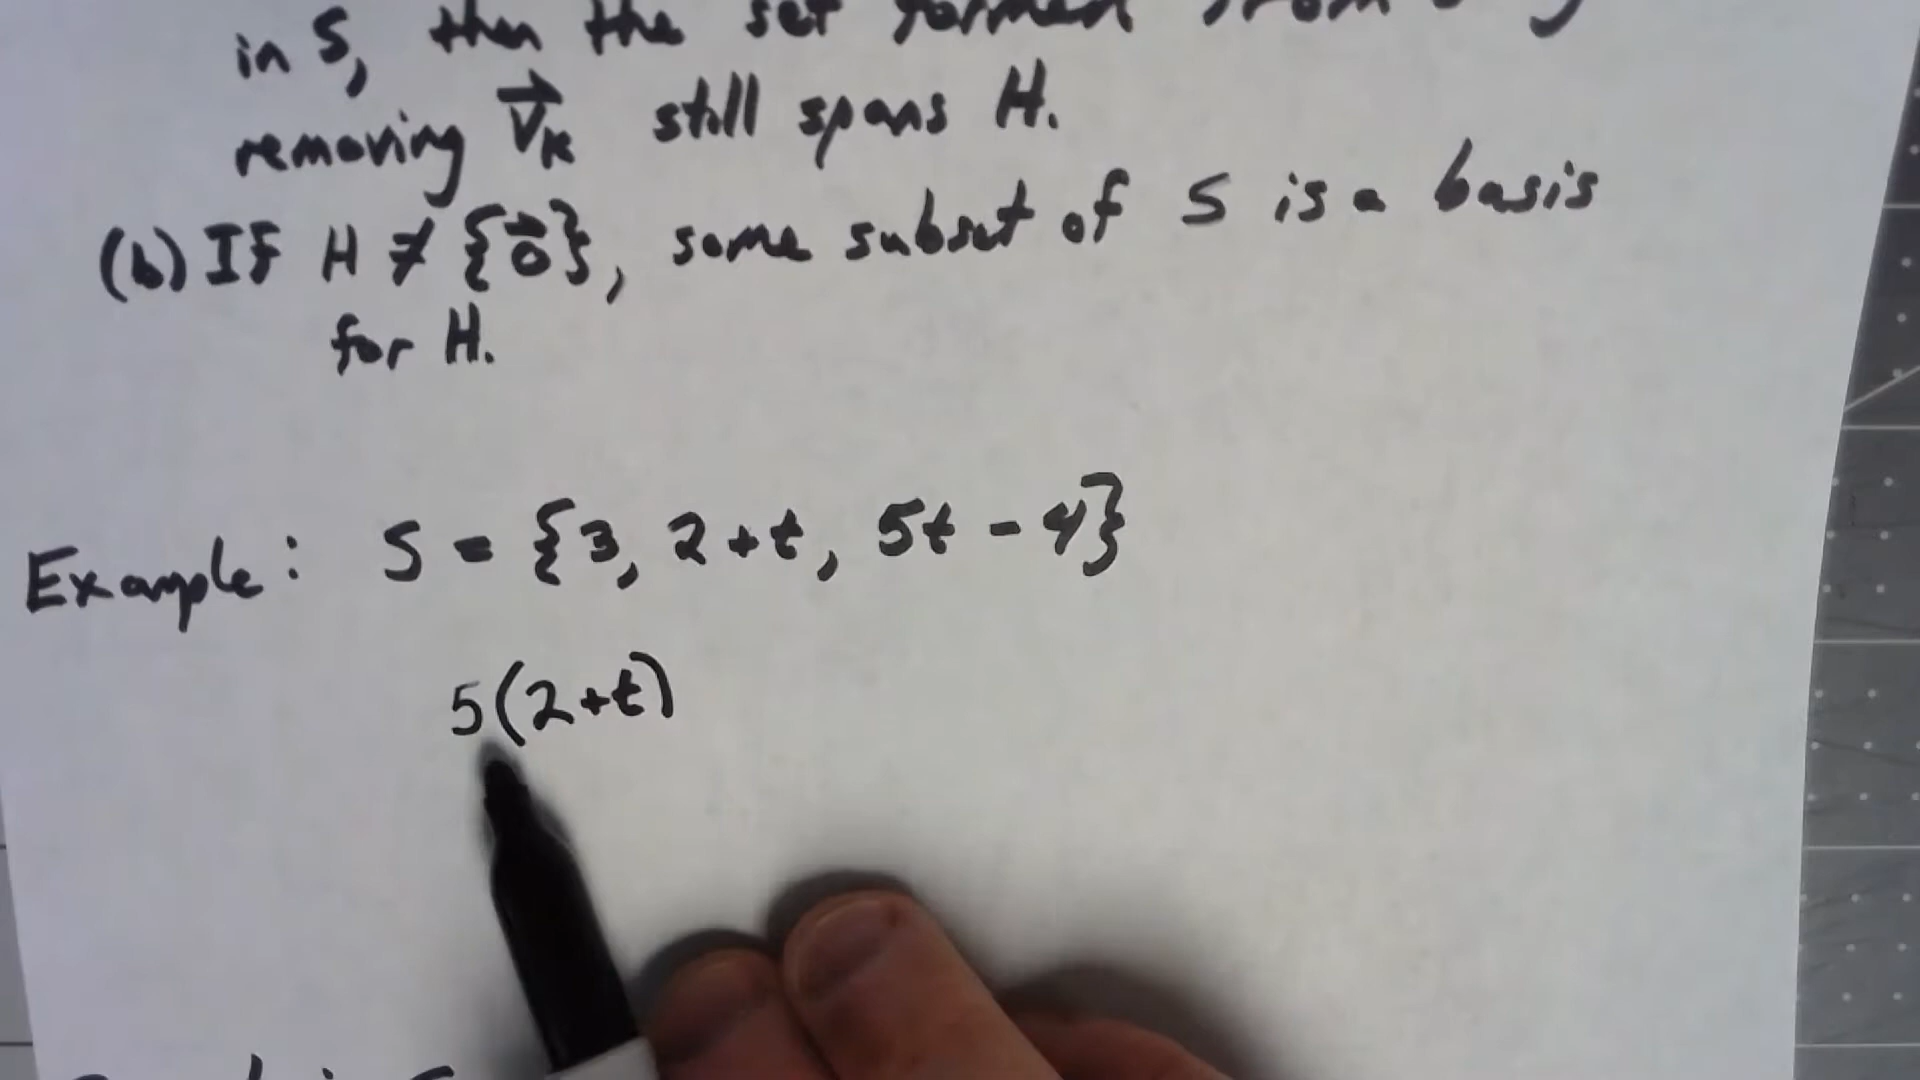 in S, then the set formed from S by
removing v⃗ₖ still spans H.
(b) If H ≠ {0⃗}, some subset of S is a basis
for H.
Example: S = {3, 2+t, 5t-4}
5(2+t)